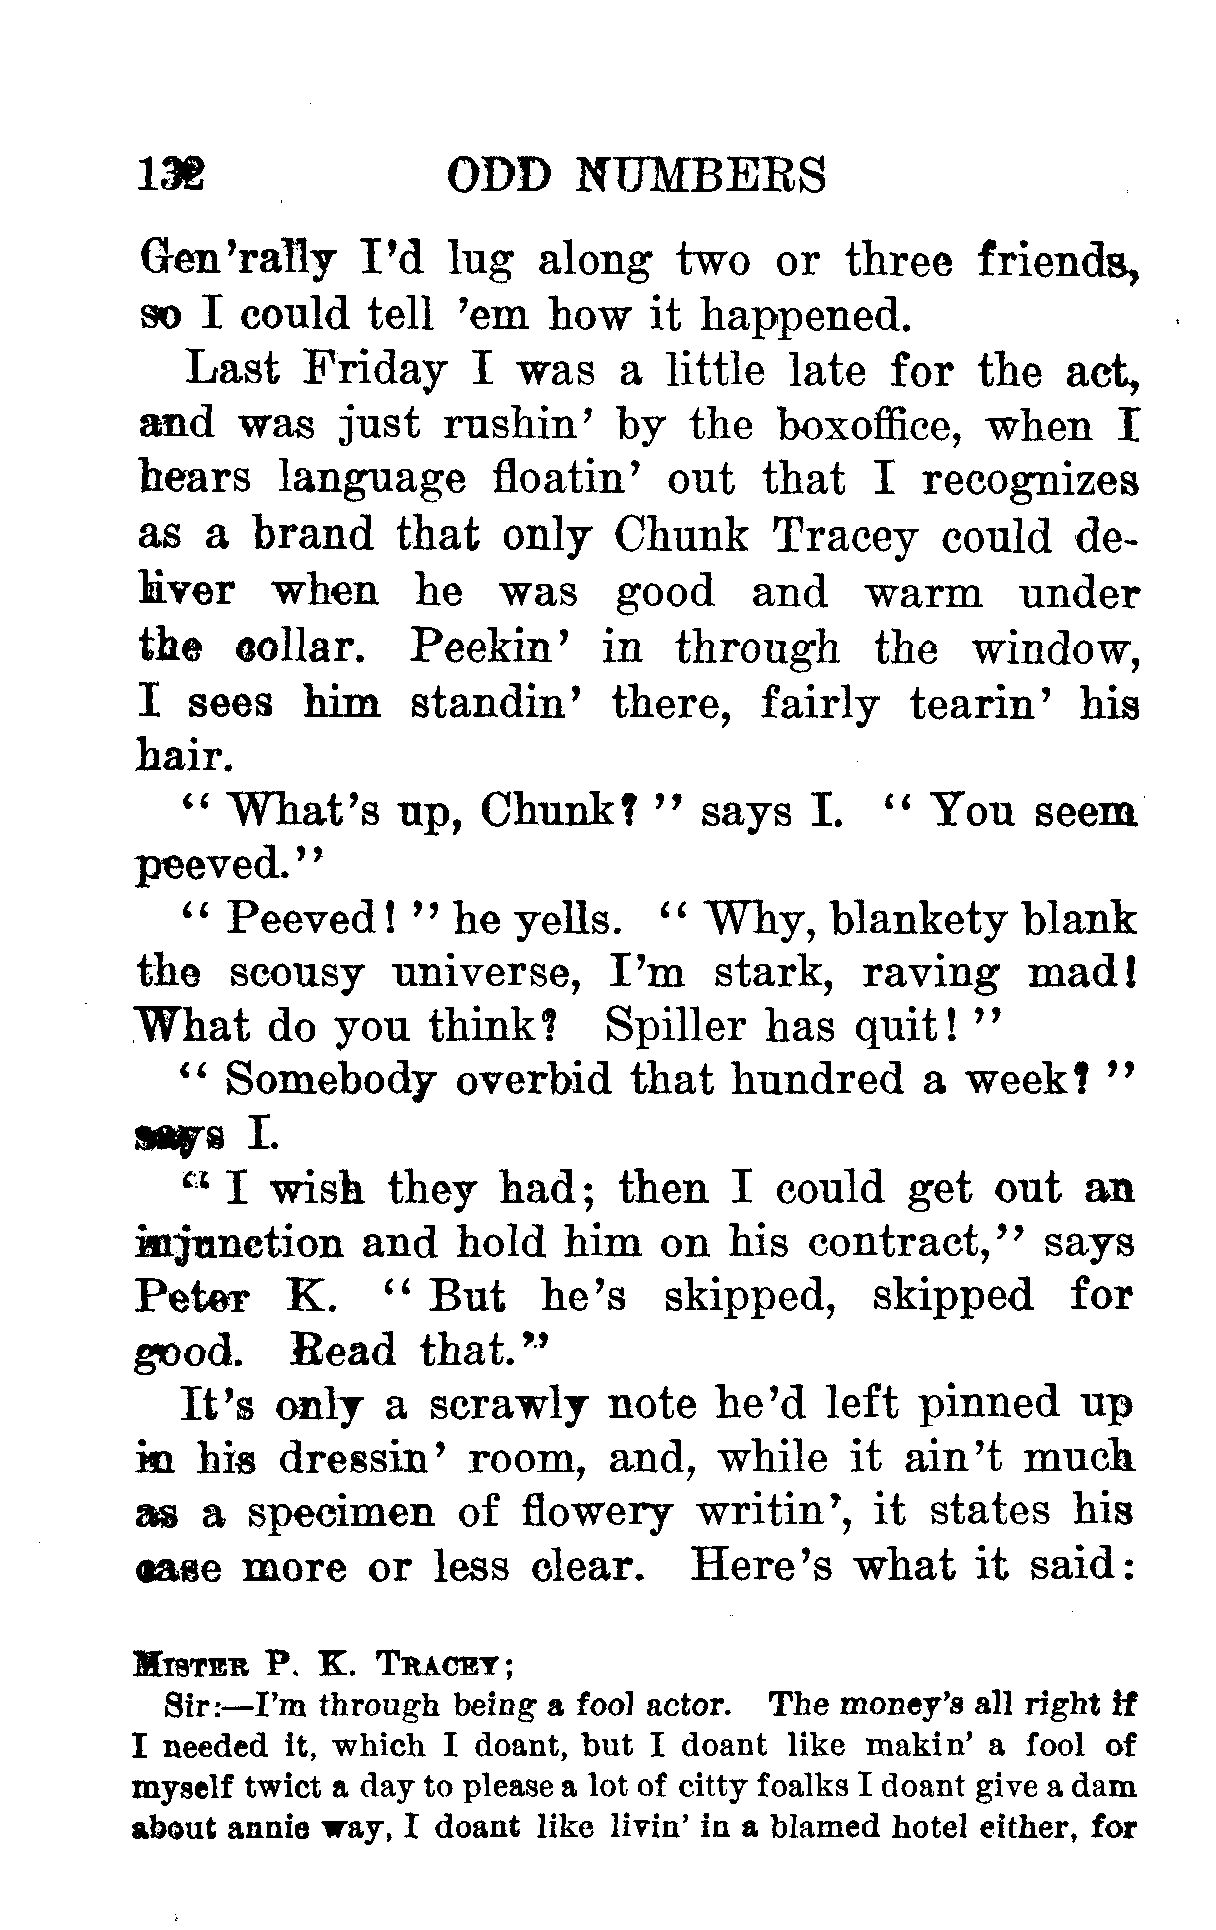 132 ODD NUMBERS
Gen'rally I'd lug along two or three friends,
so I could tell 'em how it happened.
Last Friday I was a little late for the act,
and was just rushin' by the boxoffice, when I
hears language floatin' out that I recognizes
as a brand that only Chunk Tracey could de-
liver when he was good and warm under
the collar. Peekin' in through the window,
I sees him standin' there, fairly tearin' his
hair.
"What's up, Chunk?" says I. "You seem
peeved."
"Peeved!" he yells. "Why, blankety blank
the scousy universe, I'm stark, raving mad!
What do you think? Spiller has quit!"
"Somebody overbid that hundred a week?"
says I.
"I wish they had; then I could get out an
injunction and hold him on his contract," says
Peter K. "But he's skipped, skipped for
good. Read that."
It's only a scrawly note he'd left pinned up
in his dressin' room, and, while it ain't much
as a specimen of flowery writin', it states his
case more or less clear. Here's what it said:
MISTER P. K. TRACEY;
Sir:—I'm through being a fool actor. The money's all right if
I needed it, which I doant, but I doant like makin' a fool of
myself twict a day to please a lot of citty foalks I doant give a dam
about annie way, I doant like livin' in a blamed hotel either, for